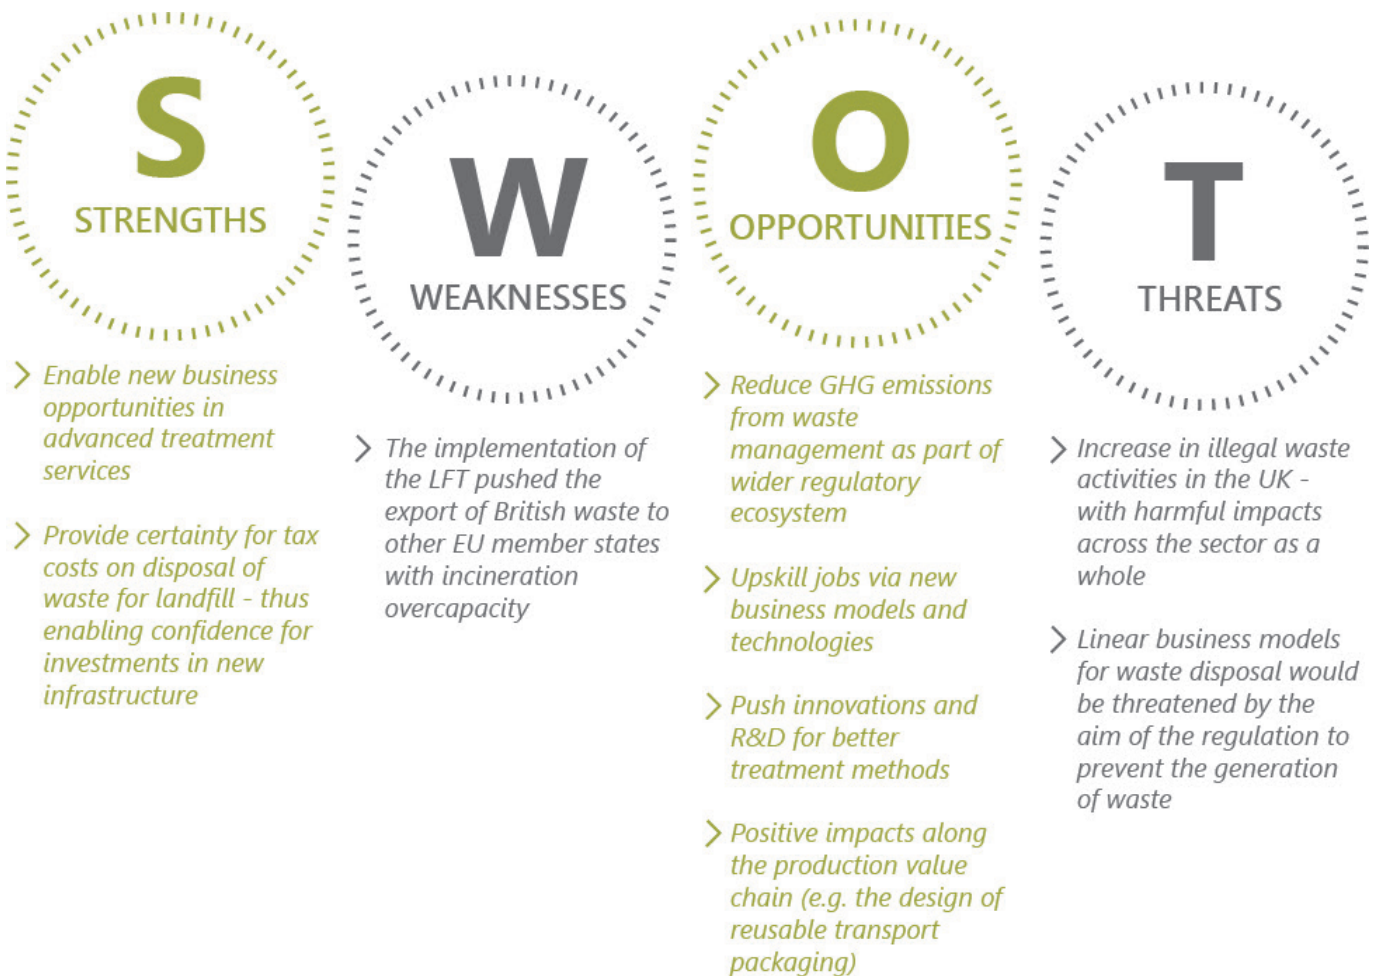 S
STRENGTHS
> Enable new business
opportunities in
advanced treatment
services
> Provide certainty for tax
costs on disposal of
waste for landfill - thus
enabling confidence for
investments in new
infrastructure
W
WEAKNESSES
> The implementation of
the LFT pushed the
export of British waste to
other EU member states
with incineration
overcapacity
O
OPPORTUNITIES
> Reduce GHG emissions
from waste
management as part of
wider regulatory
ecosystem
> Upskill jobs via new
business models and
technologies
> Push innovations and
R&D for better
treatment methods
> Positive impacts along
the production value
chain (e.g. the design of
reusable transport
packaging)
T
THREATS
> Increase in illegal waste
activities in the UK -
with harmful impacts
across the sector as a
whole
> Linear business models
for waste disposal would
be threatened by the
aim of the regulation to
prevent the generation
of waste